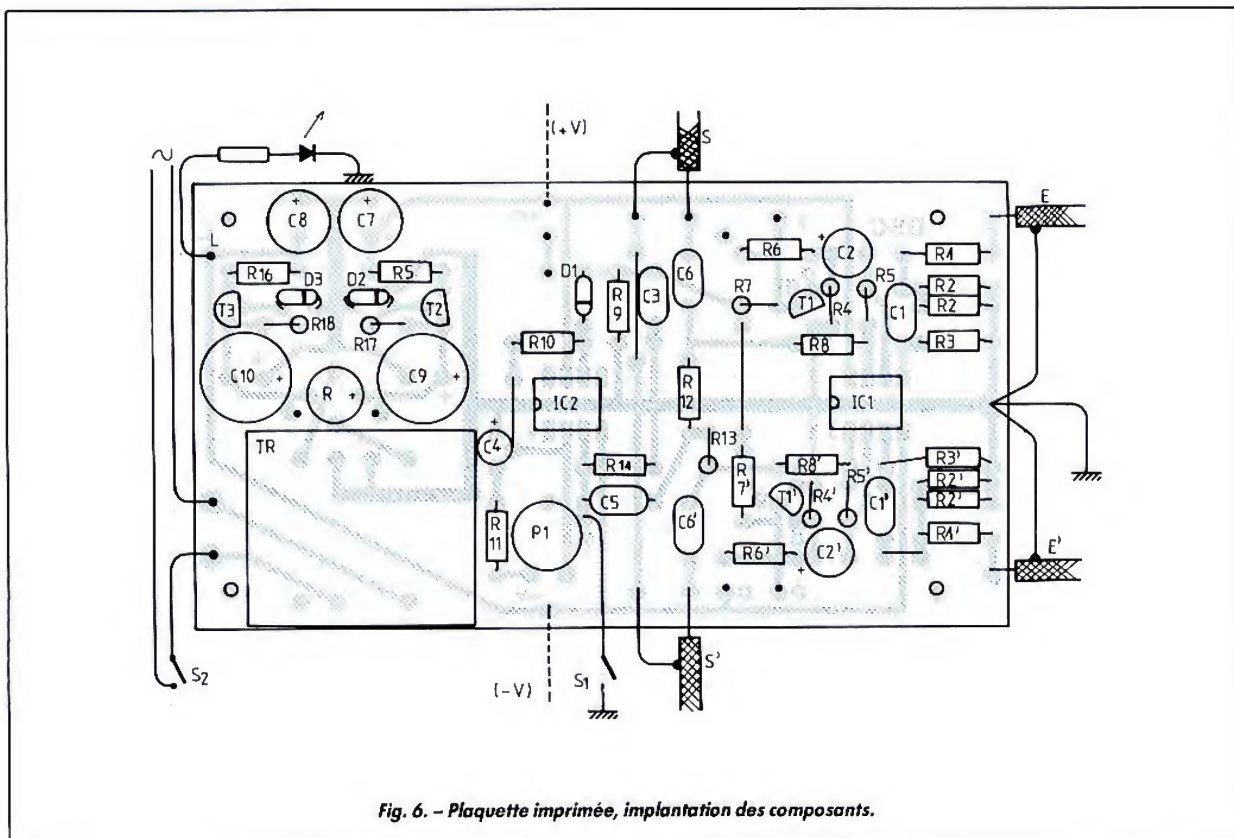 (+V)
S
E
L
C8
C7
R16
D3
D2
R5
T3
T2
R18
R17
C10
R
C9
TR
D1
R9
C3
C6
R10
IC2
R12
C4
R14
R13
C5
R11
P1
C6'
R6
C2
R7
T1
R4
R5
C1
R1
R2
R2
R3
R8
IC1
R8'
R5'
R7'
T1'
R4'
C1'
R3'
R2'
R2'
R1'
R6'
C2'
E'
S2
(-V)
S1
S'
Fig. 6. – Plaquette imprimée, implantation des composants.